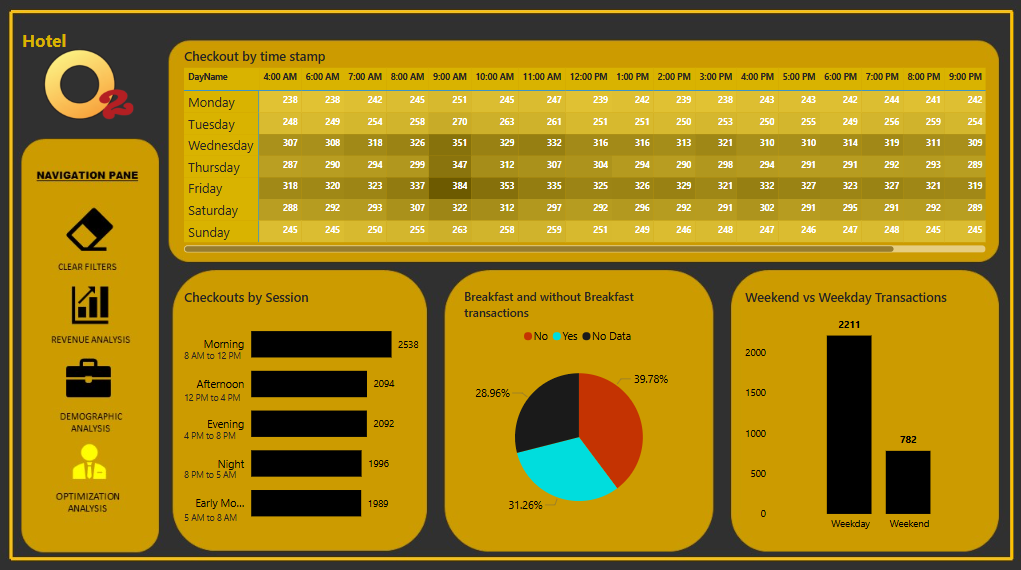 Hotel
O2
NAVIGATION PANE
CLEAR FILTERS
REVENUE ANALYSIS
DEMOGRAPHIC
ANALYSIS
OPTIMIZATION
ANALYSIS
Checkout by time stamp
DayName 4:00 AM 6:00 AM 7:00 AM 8:00 AM 9:00 AM 10:00 AM 11:00 AM 12:00 PM 1:00 PM 2:00 PM 3:00 PM 4:00 PM 5:00 PM 6:00 PM 7:00 PM 8:00 PM 9:00 PM
Monday 238 238 242 245 251 245 247 239 242 239 238 243 243 242 244 241 242
Tuesday 248 249 254 258 270 263 261 251 251 250 253 250 255 249 256 259 254
Wednesday 307 308 318 326 351 329 332 316 316 313 321 310 310 314 319 311 309
Thursday 287 290 294 299 347 312 307 304 294 290 298 294 291 291 292 293 289
Friday 318 320 323 337 384 353 335 325 326 329 321 332 327 323 327 321 319
Saturday 288 292 293 307 322 312 297 292 296 292 291 302 291 295 291 292 289
Sunday 245 245 250 255 263 258 259 251 249 246 248 247 246 247 248 245 245
Checkouts by Session
Morning 2538
8 AM to 12 PM
Afternoon 2094
12 PM to 4 PM
Evening 2092
4 PM to 8 PM
Night 1996
8 PM to 5 AM
Early Mo... 1989
5 AM to 8 AM
Breakfast and without Breakfast
transactions
No Yes No Data
39.78%
28.96%
31.26%
Weekend vs Weekday Transactions
2211
2000
1500
1000
782
500
0
Weekday Weekend